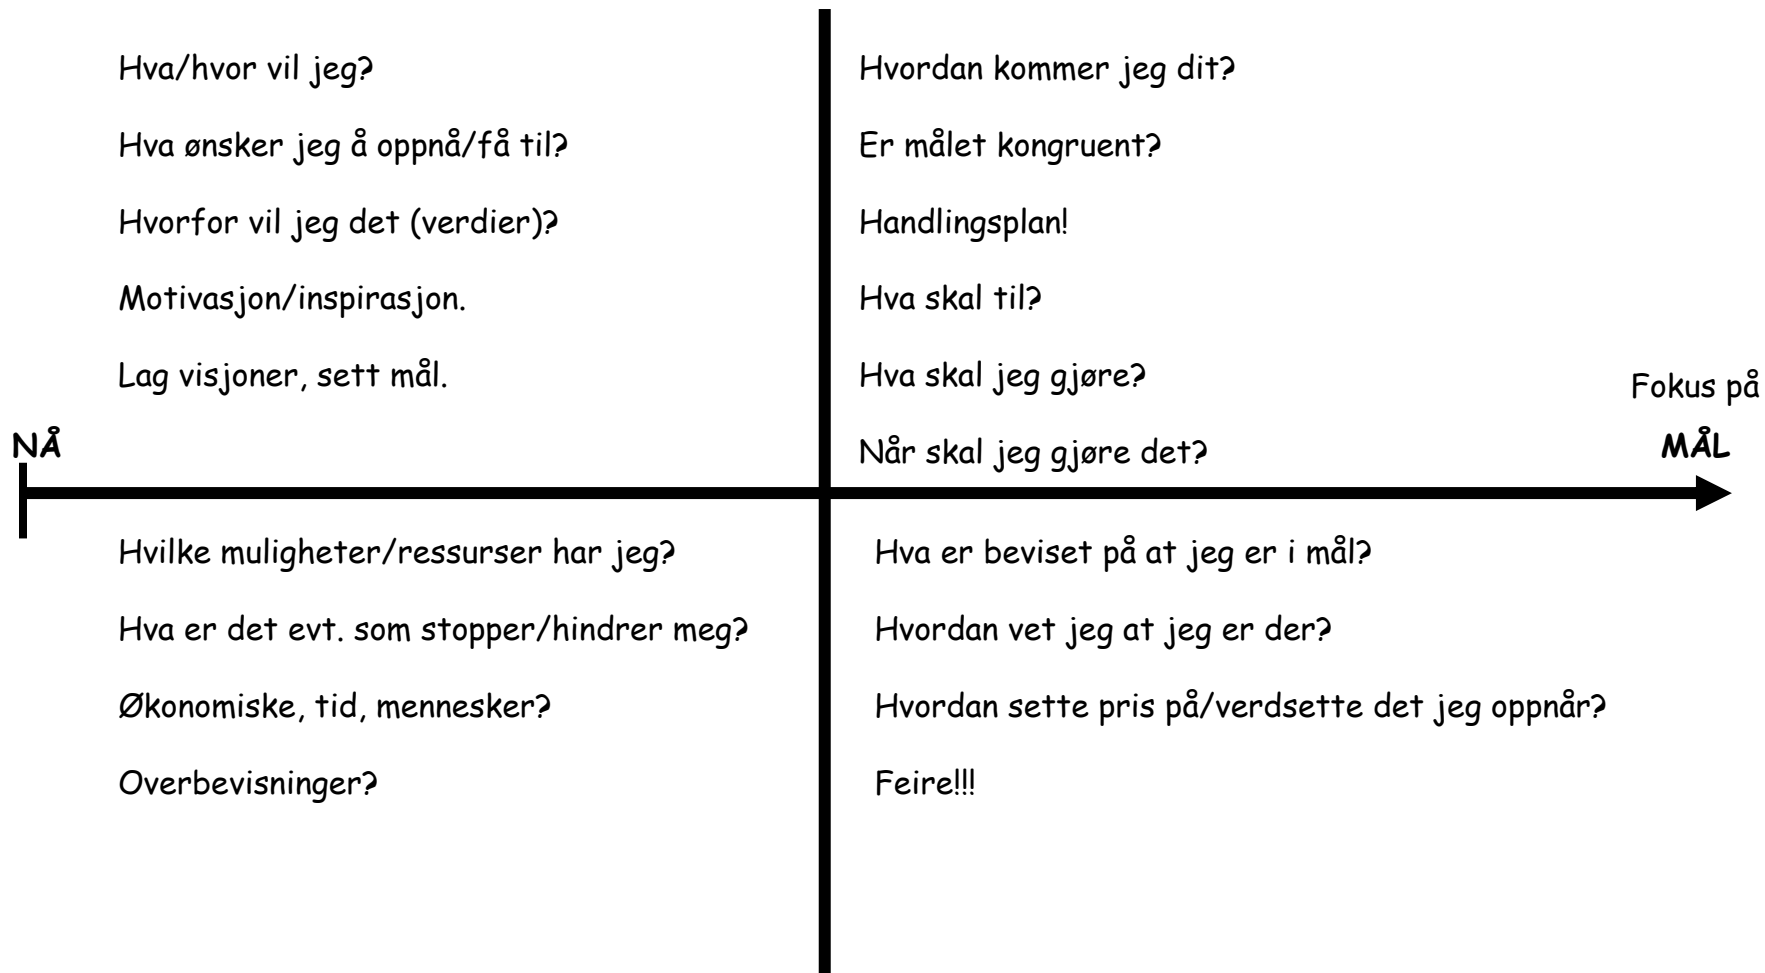 Hva/hvor vil jeg?
Hva ønsker jeg å oppnå/få til?
Hvorfor vil jeg det (verdier)?
Motivasjon/inspirasjon.
Lag visjoner, sett mål.
NÅ
Hvordan kommer jeg dit?
Er målet kongruent?
Handlingsplan!
Hva skal til?
Hva skal jeg gjøre?
Når skal jeg gjøre det?
Fokus på
MÅL
Hvilke muligheter/ressurser har jeg?
Hva er det evt. som stopper/hindrer meg?
Økonomiske, tid, mennesker?
Overbevisninger?
Hva er beviset på at jeg er i mål?
Hvordan vet jeg at jeg er der?
Hvordan sette pris på/verdsette det jeg oppnår?
Feire!!!